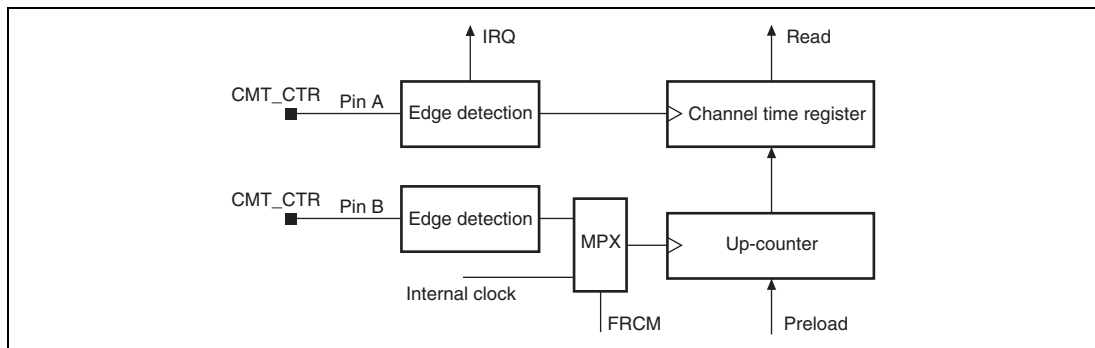 IRQ
Read
CMT_CTR
Pin A
Edge detection
Channel time register
CMT_CTR
Pin B
Edge detection
MPX
Up-counter
Internal clock
FRCM
Preload